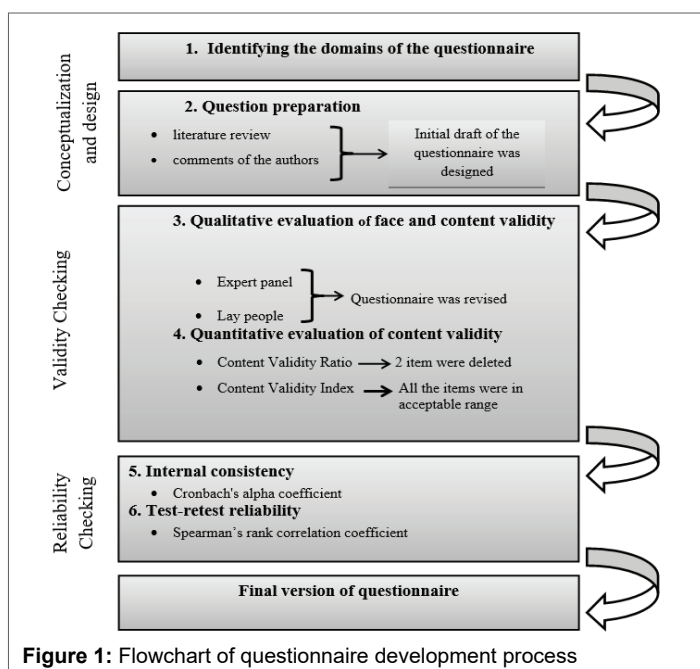 Conceptualization
and design
1. Identifying the domains of the questionnaire
2. Question preparation
• literature review
• comments of the authors
Initial draft of the
questionnaire was
designed
Validity Checking
3. Qualitative evaluation of face and content validity
• Expert panel
• Lay people
Questionnaire was revised
4. Quantitative evaluation of content validity
• Content Validity Ratio
2 item were deleted
• Content Validity Index
All the items were in
acceptable range
Reliability
Checking
5. Internal consistency
• Cronbach's alpha coefficient
6. Test-retest reliability
• Spearman's rank correlation coefficient
Final version of questionnaire
Figure 1: Flowchart of questionnaire development process